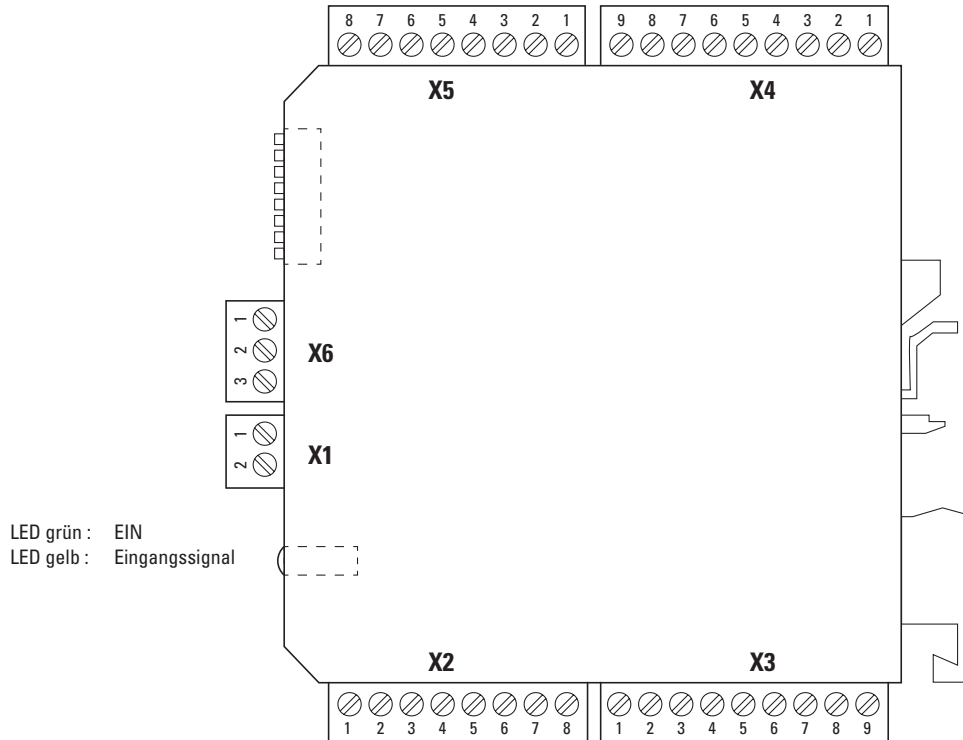 8 7 6 5 4 3 2 1
9 8 7 6 5 4 3 2 1
X5
X4
1
2
3
X6
1
2
X1
LED grün : EIN
LED gelb : Eingangssignal
X2
X3
1 2 3 4 5 6 7 8
1 2 3 4 5 6 7 8 9